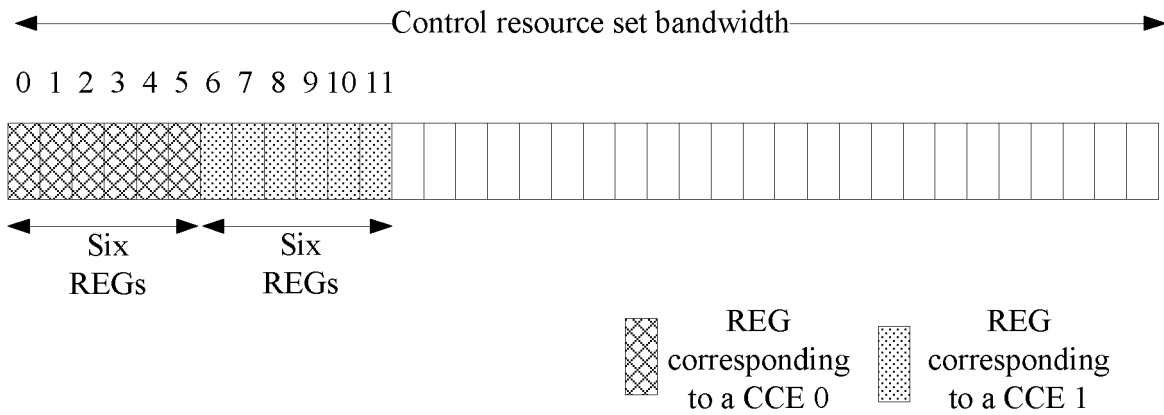 Control resource set bandwidth
0 1 2 3 4 5 6 7 8 9 10 11
Six
REGs
Six
REGs
REG
corresponding
to a CCE 0
REG
corresponding
to a CCE 1